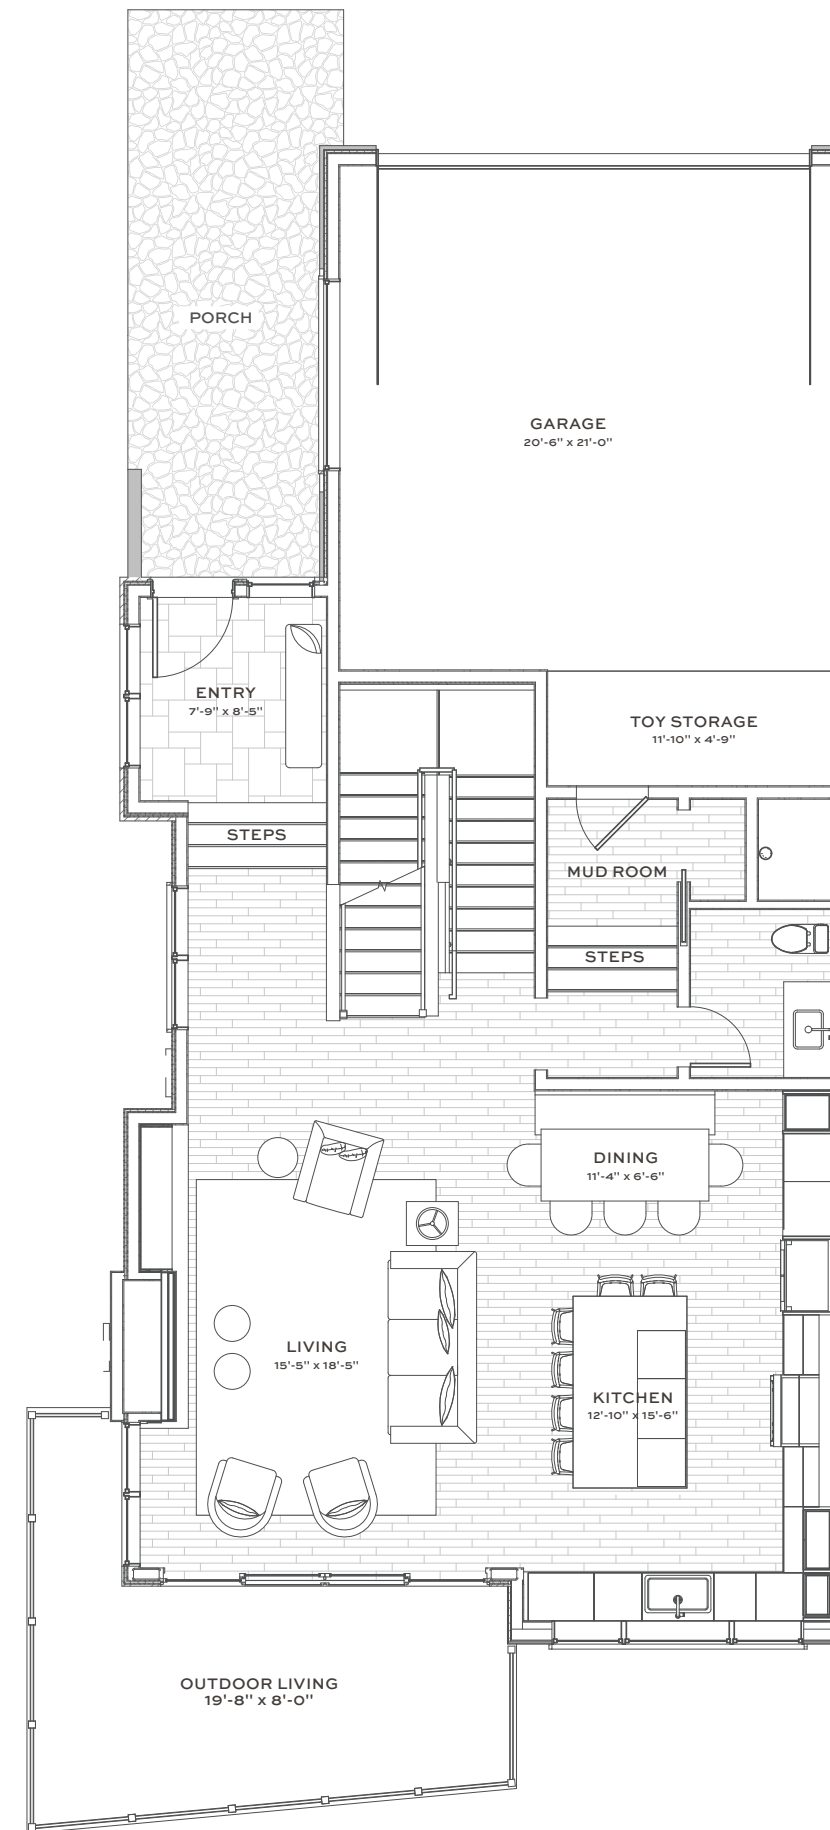 PORCH
GARAGE
20'-6" x 21'-0"
ENTRY
7'-9" x 8'-5"
TOY STORAGE
11'-10" x 4'-9"
STEPS
MUD ROOM
STEPS
DINING
11'-4" x 6'-6"
LIVING
15'-5" x 18'-5"
KITCHEN
12'-10" x 15'-6"
OUTDOOR LIVING
19'-8" x 8'-0"